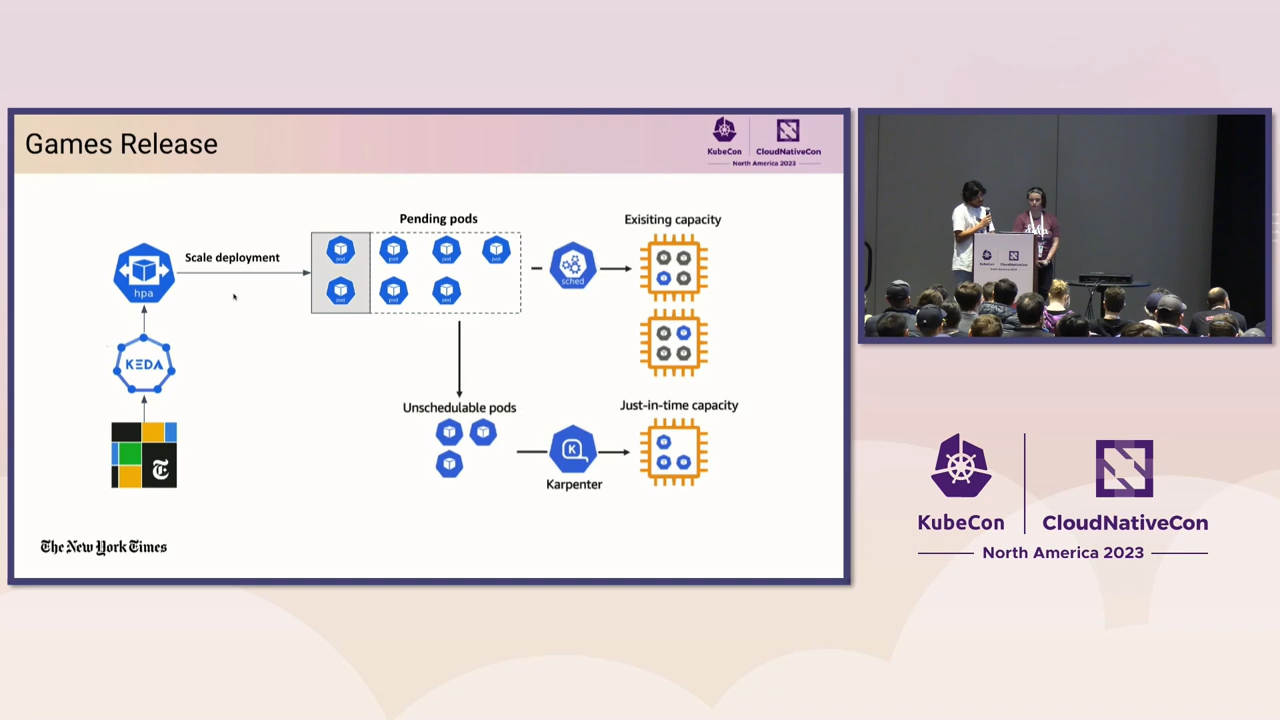 Games Release
KubeCon
CloudNativeCon
North America 2023
Pending pods
Exisiting capacity
Scale deployment
pod
pod
pod
pod
hpa
sched
pod
pod
pod
KEDA
Unschedulable pods
Just-in-time capacity
T
K
Karpenter
The New York Times
KubeCon
CloudNativeCon
KubeCon
CloudNativeCon
North America 2023